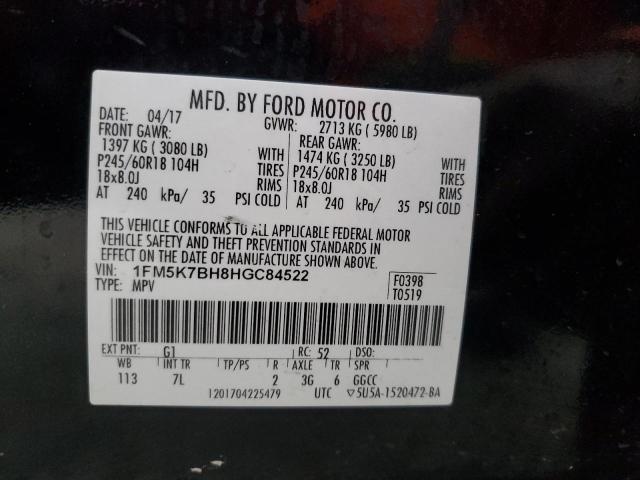 MFD. BY FORD MOTOR CO.
DATE: 04/17 GVWR: 2713 KG ( 5980 LB)
FRONT GAWR: REAR GAWR:
1397 KG ( 3080 LB) WITH 1474 KG ( 3250 LB) WITH
P245/60R18 104H TIRES P245/60R18 104H TIRES
18x8.0J RIMS 18x8.0J RIMS
AT 240 kPa/ 35 PSI COLD AT 240 kPa/ 35 PSI COLD
THIS VEHICLE CONFORMS TO ALL APPLICABLE FEDERAL MOTOR
VEHICLE SAFETY AND THEFT PREVENTION STANDARDS IN
EFFECT ON THE DATE OF MANUFACTURE SHOWN ABOVE.
VIN: 1FM5K7BH8HGC84522 F0398
TYPE: MPV T0519
EXT PNT: G1 RC: 52 DSO:
WB INT TR TP/PS R AXLE TR SPR
113 7L 2 3G 6 GGCC
1201704225479 UTC ▽5U5A-1520472-BA